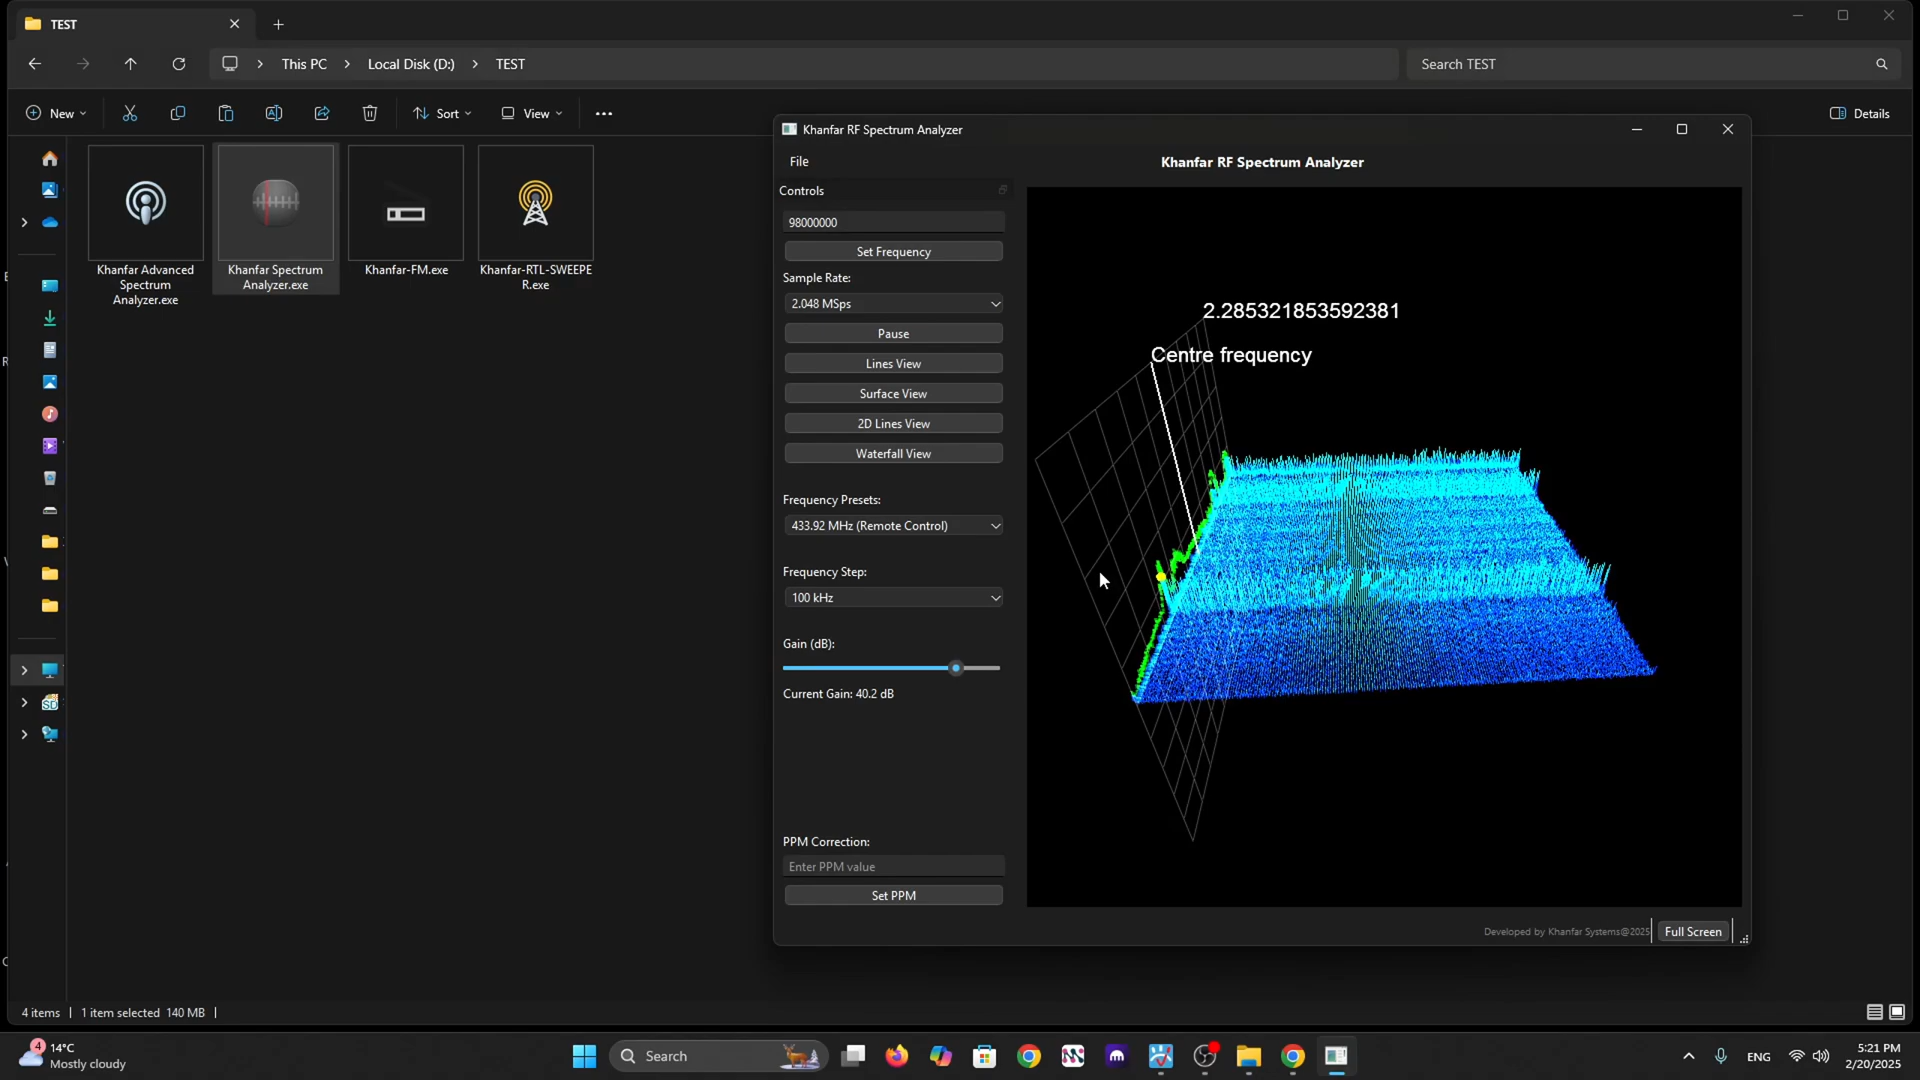 TEST
This PC
Local Disk (D:)
TEST
Search TEST
New
Sort
View
Details
Khanfar Advanced
Spectrum
Analyzer.exe
Khanfar Spectrum
Analyzer.exe
Khanfar-FM.exe
Khanfar-RTL-SWEEPE
R.exe
Khanfar RF Spectrum Analyzer
File
Khanfar RF Spectrum Analyzer
Controls
98000000
Set Frequency
Sample Rate:
2.048 MSps
Pause
Lines View
Surface View
2D Lines View
Waterfall View
Frequency Presets:
433.92 MHz (Remote Control)
Frequency Step:
100 kHz
Gain (dB):
Current Gain: 40.2 dB
PPM Correction:
Enter PPM value
Set PPM
2.285321853592381
Centre frequency
Developed by Khanfar Systems@2025
Full Screen
4 items
1 item selected 140 MB
4
14°C
Mostly cloudy
Search
ENG
5:21 PM
2/20/2025